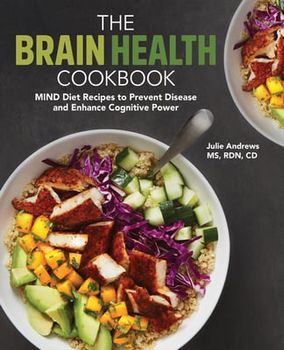 THE
BRAIN HEALTH
COOKBOOK
MIND Diet Recipes to Prevent Disease
and Enhance Cognitive Power
Julie Andrews
MS, RDN, CD